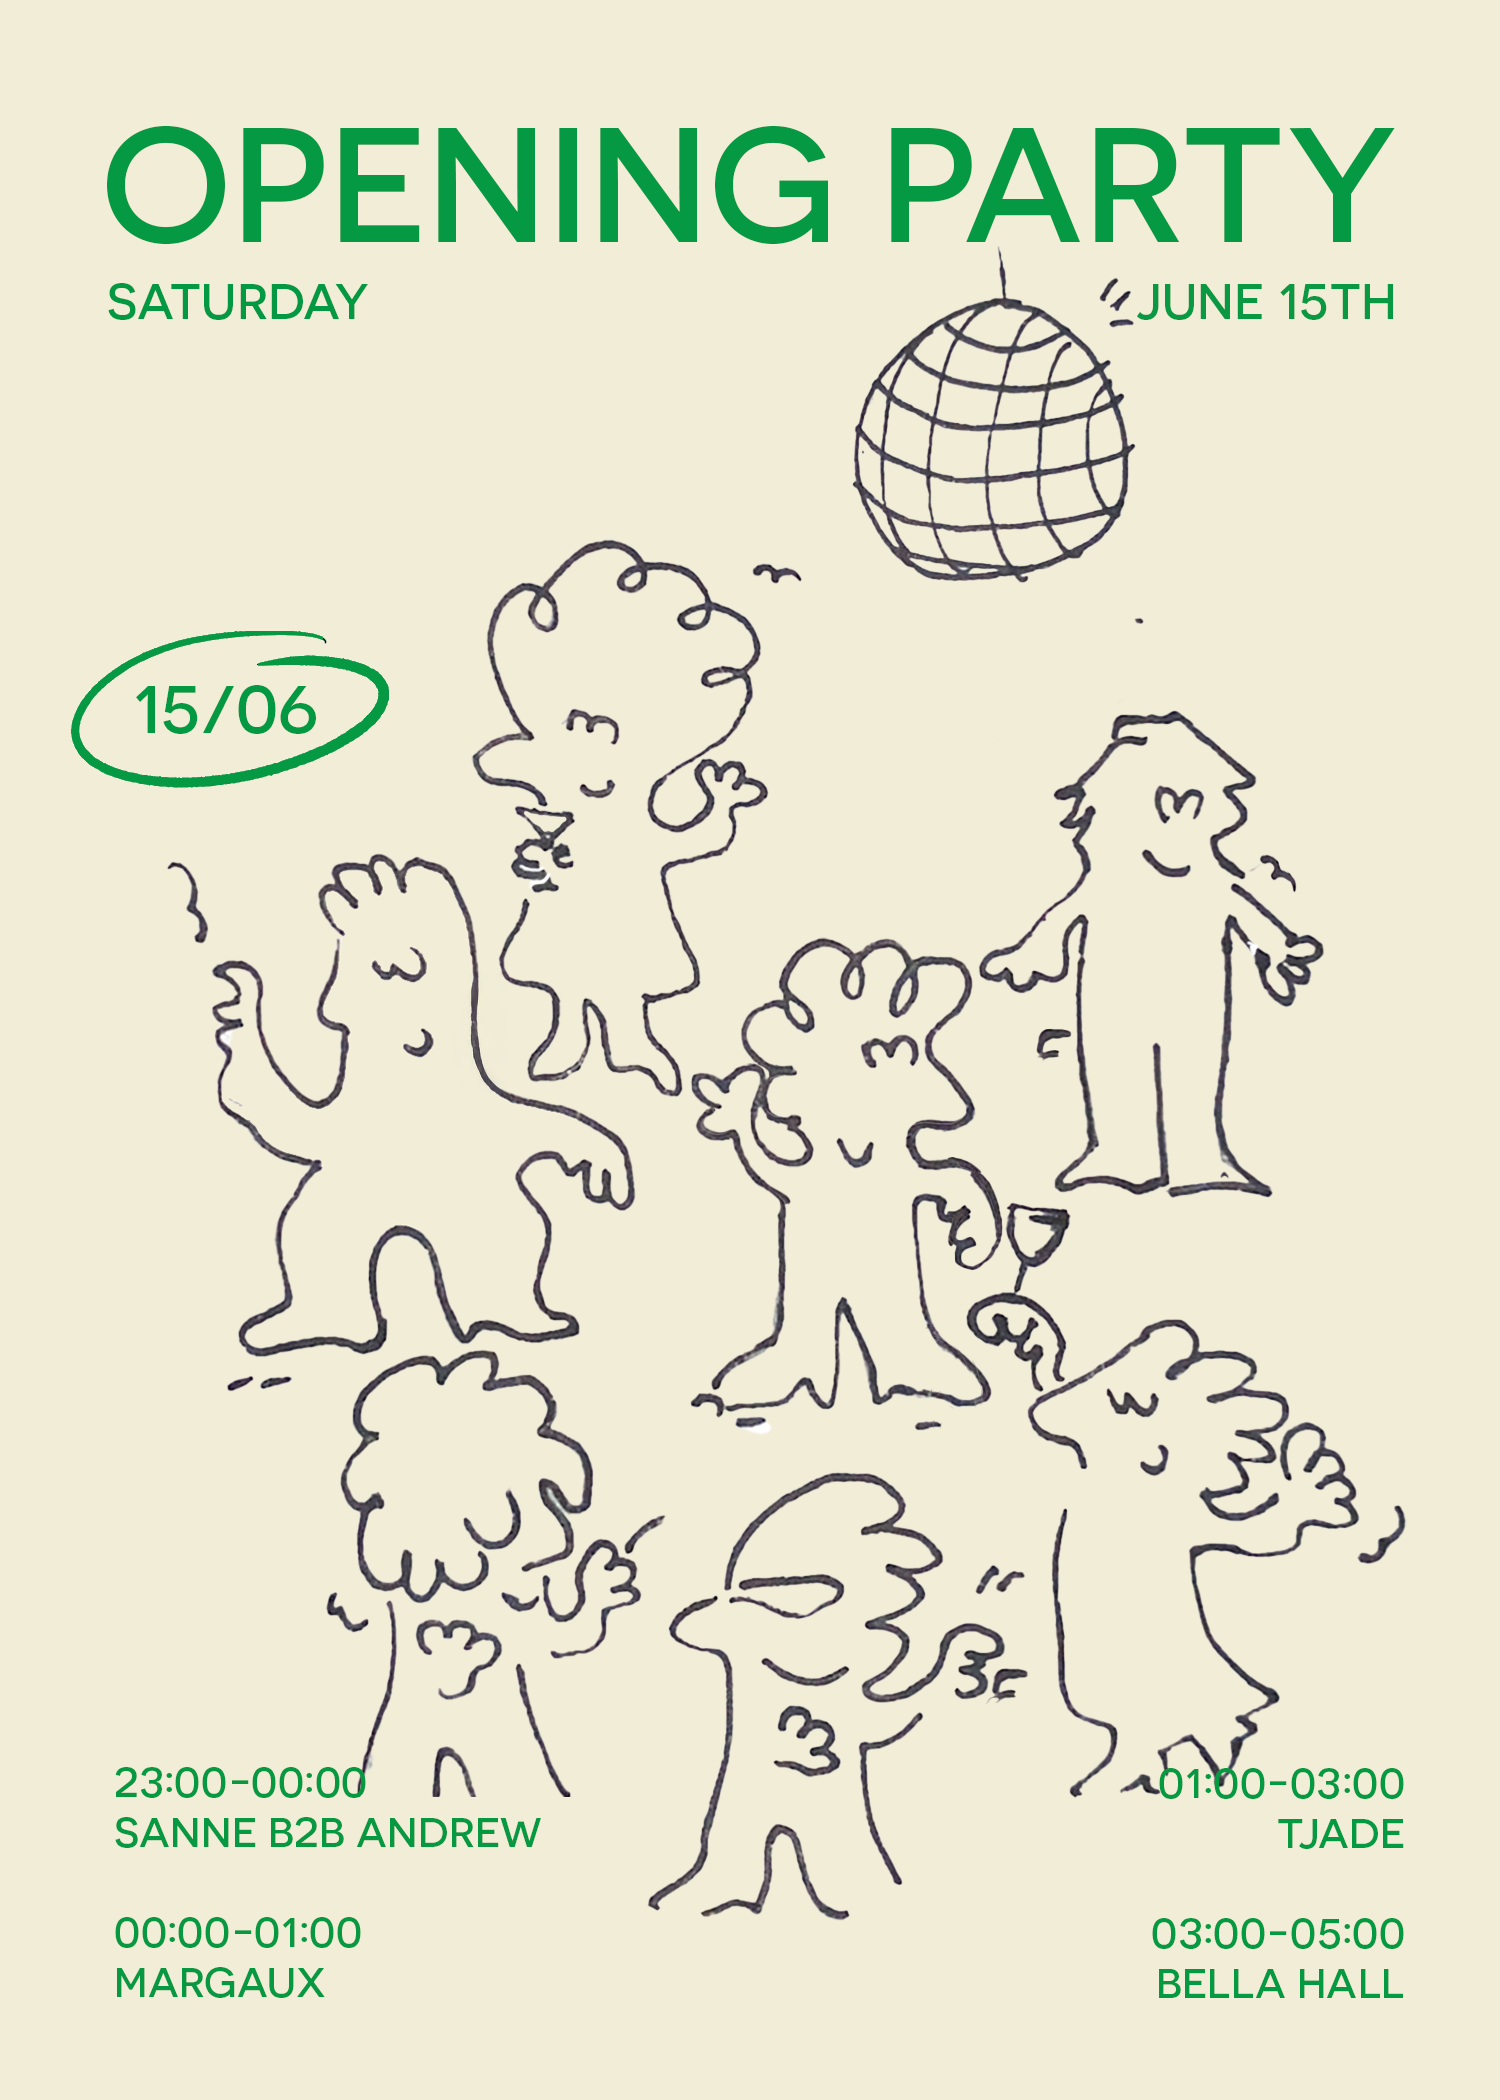 OPENING PARTY
SATURDAY
JUNE 15TH
15/06
23:00-00:00
SANNE B2B ANDREW
00:00-01:00
MARGAUX
01:00-03:00
TJADE
03:00-05:00
BELLA HALL